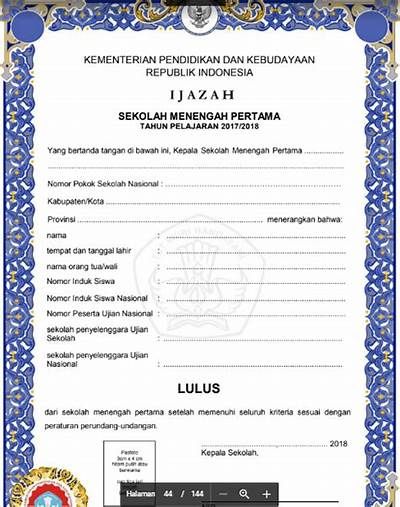 KEMENTERIAN PENDIDIKAN DAN KEBUDAYAAN
REPUBLIK INDONESIA
IJAZAH
SEKOLAH MENENGAH PERTAMA
TAHUN PELAJARAN 2017/2018
Yang bertanda tangan di bawah ini, Kepala Sekolah Menengah Pertama ..................
Nomor Pokok Sekolah Nasional :
Kabupaten/Kota :
Provinsi : menerangkan bahwa:
nama :
tempat dan tanggal lahir :
nama orang tua/wali :
Nomor Induk Siswa :
Nomor Induk Siswa Nasional :
Nomor Peserta Ujian Nasional :
sekolah penyelenggara Ujian Sekolah :
sekolah penyelenggara Ujian Nasional :
LULUS
dari sekolah menengah pertama setelah memenuhi seluruh kriteria sesuai dengan
peraturan perundang-undangan.
2018
Kepala Sekolah,
Pasfoto
3cm x 4 cm
hitam putih atau
berwarna
Halaman 44 / 144